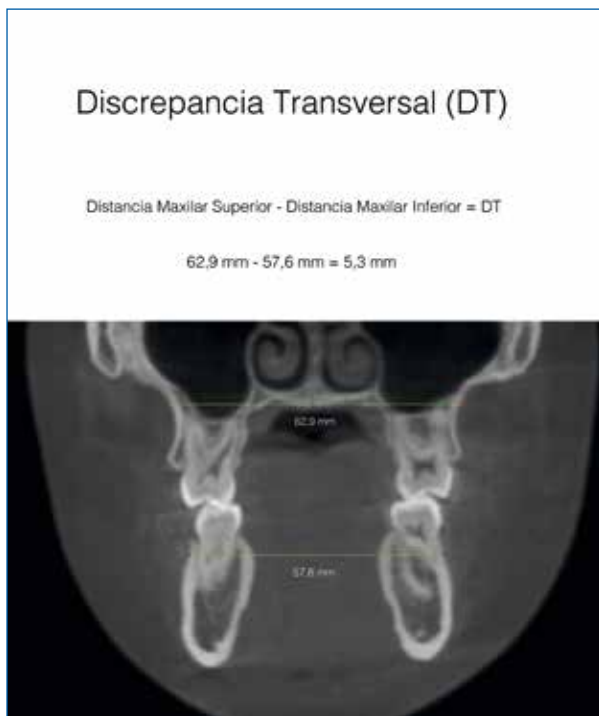 Discrepancia Transversal (DT)
Distancia Maxilar Superior - Distancia Maxilar Inferior = DT
62,9 mm - 57,6 mm = 5,3 mm
62,9 mm
57,6 mm